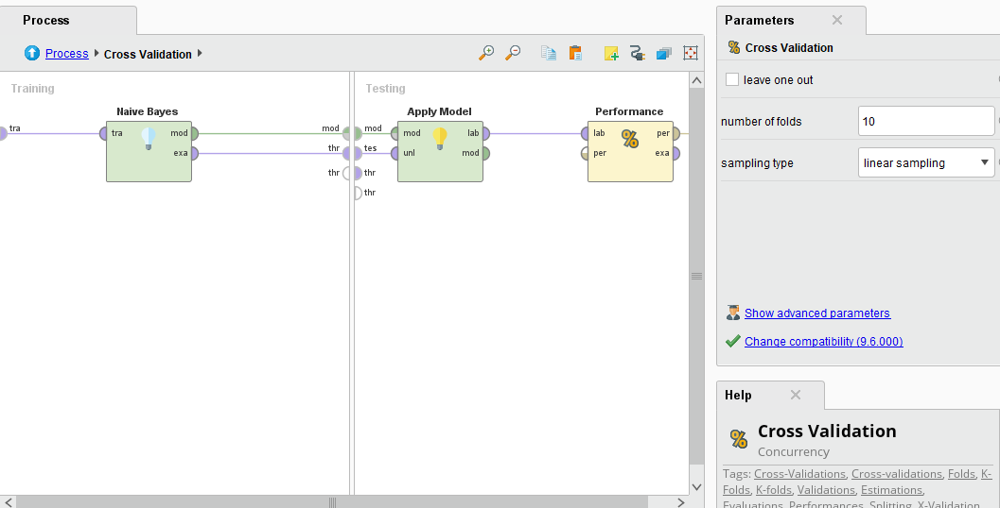 Process
Process Cross Validation
Training
Testing
Naive Bayes
Apply Model
Performance
tra
tra
mod
exa
mod
thr
thr
mod
tes
thr
thr
mod
unl
lab
mod
lab
per
per
exa
Parameters
Cross Validation
leave one out
number of folds
10
sampling type
linear sampling
Show advanced parameters
Change compatibility (9.6.000)
Help
Cross Validation
Concurrency
Tags: Cross-Validations, Cross-validations, Folds, K-
Folds, K-folds, Validations, Estimations,
Evaluations, Performances, Splitting, X-Validation